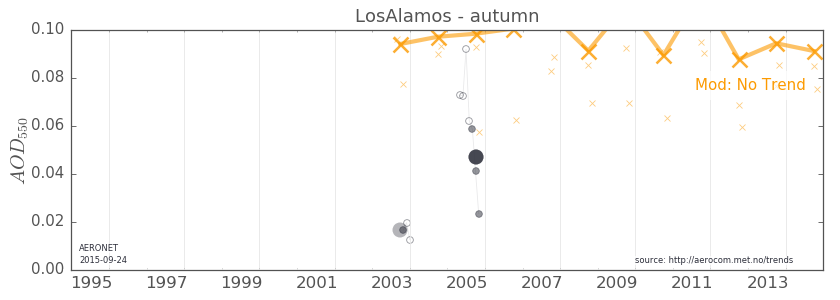 LosAlamos - autumn
0.10
0.08
0.06
0.04
0.02
0.00
AOD550
Mod: No Trend
AERONET
2015-09-24
source: http://aerocom.met.no/trends
1995 1997 1999 2001 2003 2005 2007 2009 2011 2013